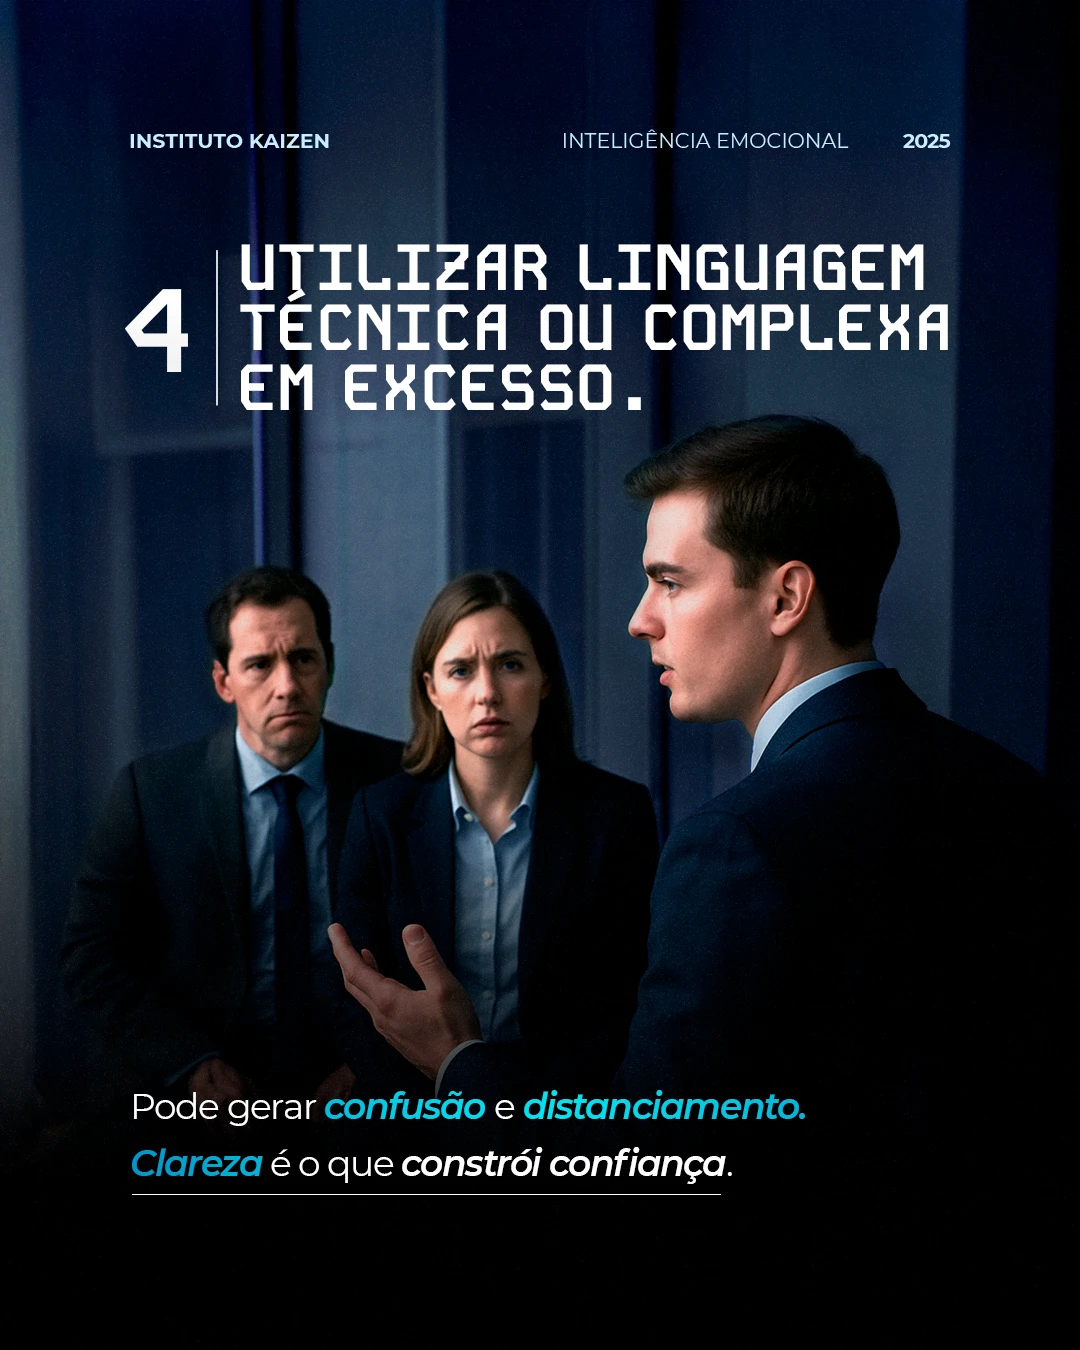 INSTITUTO KAIZEN INTELIGÊNCIA EMOCIONAL 2025
4
UTILIZAR LINGUAGEM
TÉCNICA OU COMPLEXA
EM EXCESSO.
Pode gerar confusão e distanciamento.
Clareza é o que constrói confiança.